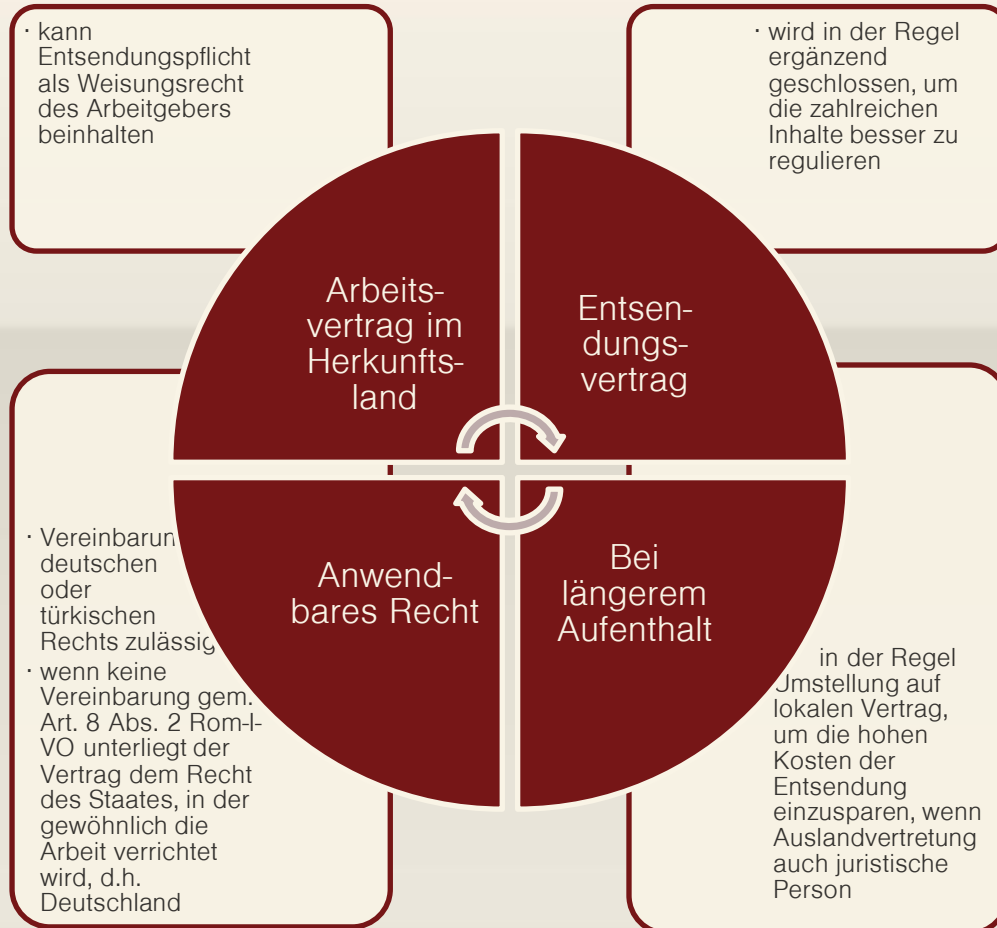 · kann
Entsendungspflicht
als Weisungsrecht
des Arbeitgebers
beinhalten
· wird in der Regel
ergänzend
geschlossen, um
die zahlreichen
Inhalte besser zu
regulieren
Arbeits-
vertrag im
Herkunfts-
land
Entsen-
dungs-
vertrag
Anwend-
bares Recht
Bei
längerem
Aufenthalt
· Vereinbarun
deutschen
oder
türkischen
Rechts zulässig
· wenn keine
Vereinbarung gem.
Art. 8 Abs. 2 Rom-I-
VO unterliegt der
Vertrag dem Recht
des Staates, in der
gewöhnlich die
Arbeit verrichtet
wird, d.h.
Deutschland
in der Regel
Umstellung auf
lokalen Vertrag,
um die hohen
Kosten der
Entsendung
einzusparen, wenn
Auslandvertretung
auch juristische
Person